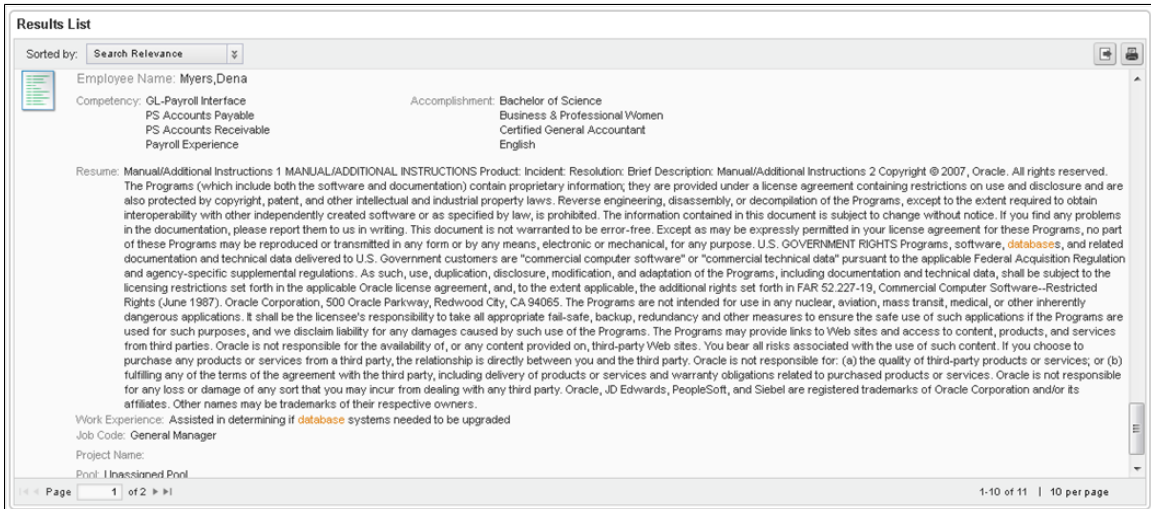 Results List
Sorted by: Search Relevance
Employee Name: Myers,Dena
Competency: GL-Payroll Interface Accomplishment: Bachelor of Science
PS Accounts Payable Business & Professional Women
PS Accounts Receivable Certified General Accountant
Payroll Experience English
Resume: Manual/Additional Instructions 1 MANUAL/ADDITIONAL INSTRUCTIONS Product: Incident: Resolution: Brief Description: Manual/Additional Instructions 2 Copyright © 2007, Oracle. All rights reserved.
The Programs (which include both the software and documentation) contain proprietary information; they are provided under a license agreement containing restrictions on use and disclosure and are
also protected by copyright, patent, and other intellectual and industrial property laws. Reverse engineering, disassembly, or decompilation of the Programs, except to the extent required to obtain
interoperability with other independently created software or as specified by law, is prohibited. The information contained in this document is subject to change without notice. If you find any problems
in the documentation, please report them to us in writing. This document is not warranted to be error-free. Except as may be expressly permitted in your license agreement for these Programs, no part
of these Programs may be reproduced or transmitted in any form or by any means, electronic or mechanical, for any purpose. U.S. GOVERNMENT RIGHTS Programs, software, databases, and related
documentation and technical data delivered to U.S. Government customers are "commercial computer software" or "commercial technical data" pursuant to the applicable Federal Acquisition Regulation
and agency-specific supplemental regulations. As such, use, duplication, disclosure, modification, and adaptation of the Programs, including documentation and technical data, shall be subject to the
licensing restrictions set forth in the applicable Oracle license agreement, and, to the extent applicable, the additional rights set forth in FAR 52.227-19, Commercial Computer Software--Restricted
Rights (June 1987). Oracle Corporation, 500 Oracle Parkway, Redwood City, CA 94065. The Programs are not intended for use in any nuclear, aviation, mass transit, medical, or other inherently
dangerous applications. It shall be the licensee's responsibility to take all appropriate fail-safe, backup, redundancy and other measures to ensure the safe use of such applications if the Programs are
used for such purposes, and we disclaim liability for any damages caused by such use of the Programs. The Programs may provide links to Web sites and access to content, products, and services
from third parties. Oracle is not responsible for the availability of, or any content provided on, third-party Web sites. You bear all risks associated with the use of such content. If you choose to
purchase any products or services from a third party, the relationship is directly between you and the third party. Oracle is not responsible for: (a) the quality of third-party products or services; or (b)
fulfilling any of the terms of the agreement with the third party, including delivery of products or services and warranty obligations related to purchased products or services. Oracle is not responsible
for any loss or damage of any sort that you may incur from dealing with any third party. Oracle, JD Edwards, PeopleSoft, and Siebel are registered trademarks of Oracle Corporation and/or its
affiliates. Other names may be trademarks of their respective owners.
Work Experience: Assisted in determining if database systems needed to be upgraded
Job Code: General Manager
Project Name:
Pool: Unassigned Pool
Page 1 of 2 1-10 of 11 | 10 per page